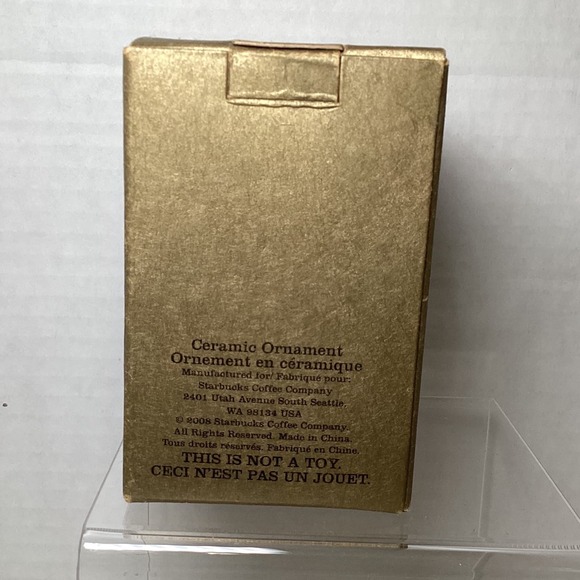 Ceramic Ornament
Ornement en céramique
Manufactured for/ Fabriqué pour:
Starbucks Coffee Company
2401 Utah Avenue South Seattle,
WA 98134 USA
© 2008 Starbucks Coffee Company.
All Rights Reserved. Made in China.
Tous droits réservés. Fabriqué en Chine.
THIS IS NOT A TOY.
CECI N'EST PAS UN JOUET.